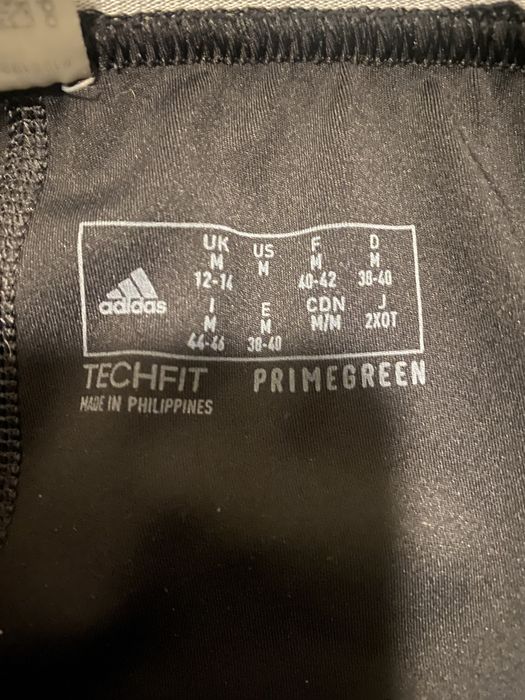 UK US F D
M M M M
12-14 40-42 38-40
adidas
I E CDN J
M M M/M 2XOT
44-46 38-40
TECHFIT PRIMEGREEN
MADE IN PHILIPPINES